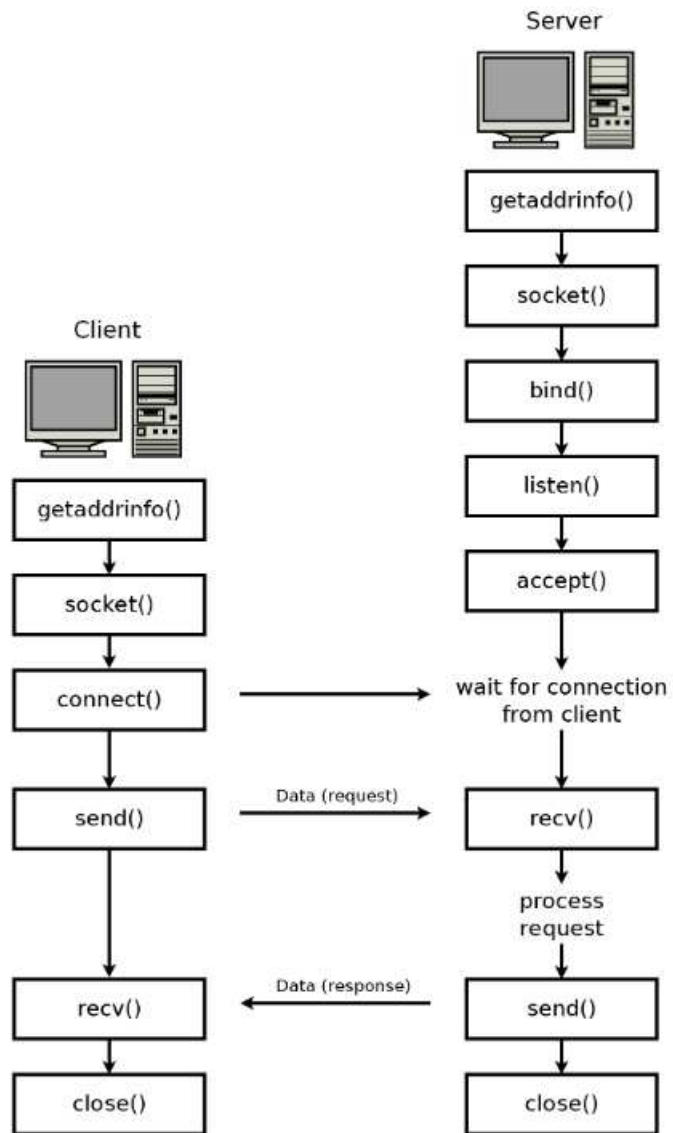 Server
getaddrinfo()
socket()
bind()
listen()
accept()
wait for connection
from client
recv()
process
request
send()
close()
Client
getaddrinfo()
socket()
connect()
send()
recv()
close()
Data (request)
Data (response)